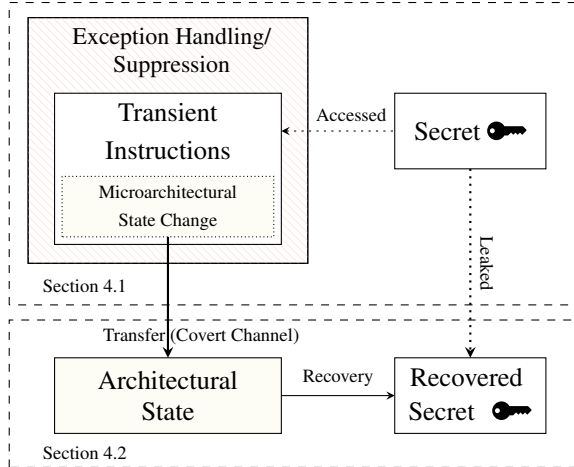 Exception Handling/
Suppression
Transient
Instructions
Microarchitectural
State Change
Accessed
Secret
Leaked
Section 4.1
Transfer (Covert Channel)
Architectural
State
Recovery
Recovered
Secret
Section 4.2